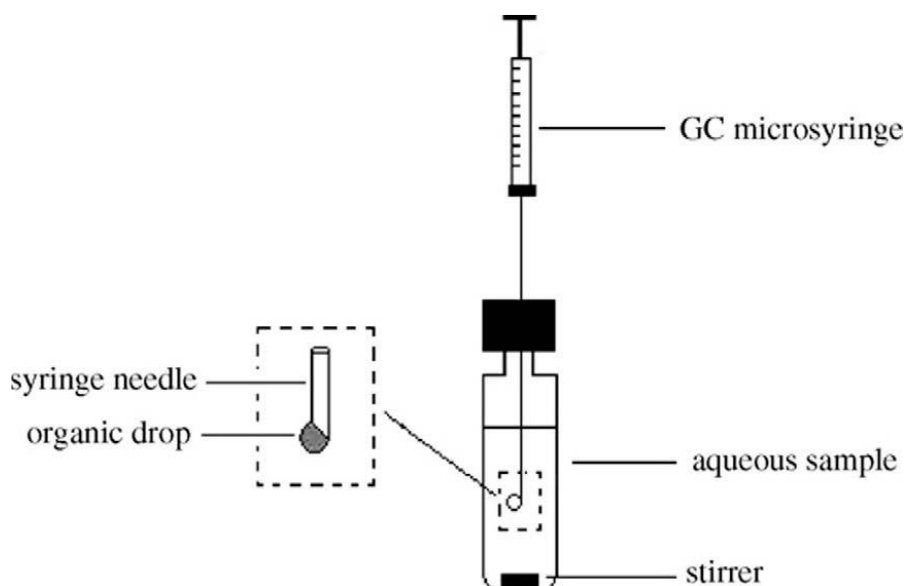 GC microsyringe
syringe needle
organic drop
aqueous sample
stirrer